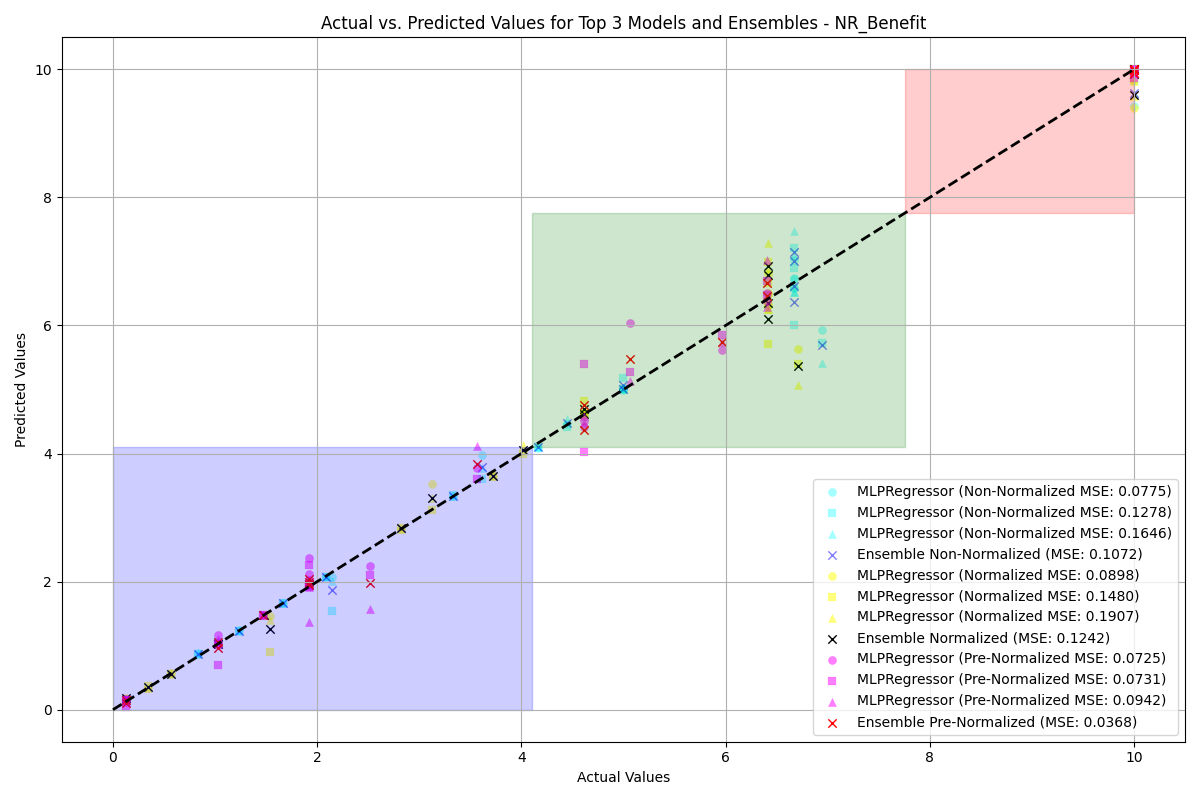 Actual vs. Predicted Values for Top 3 Models and Ensembles - NR_Benefit
Predicted Values
10
8
6
4
2
0
0 2 4 6 8 10
Actual Values
MLPRegressor (Non-Normalized MSE: 0.0775)
MLPRegressor (Non-Normalized MSE: 0.1278)
MLPRegressor (Non-Normalized MSE: 0.1646)
Ensemble Non-Normalized (MSE: 0.1072)
MLPRegressor (Normalized MSE: 0.0898)
MLPRegressor (Normalized MSE: 0.1480)
MLPRegressor (Normalized MSE: 0.1907)
Ensemble Normalized (MSE: 0.1242)
MLPRegressor (Pre-Normalized MSE: 0.0725)
MLPRegressor (Pre-Normalized MSE: 0.0731)
MLPRegressor (Pre-Normalized MSE: 0.0942)
Ensemble Pre-Normalized (MSE: 0.0368)